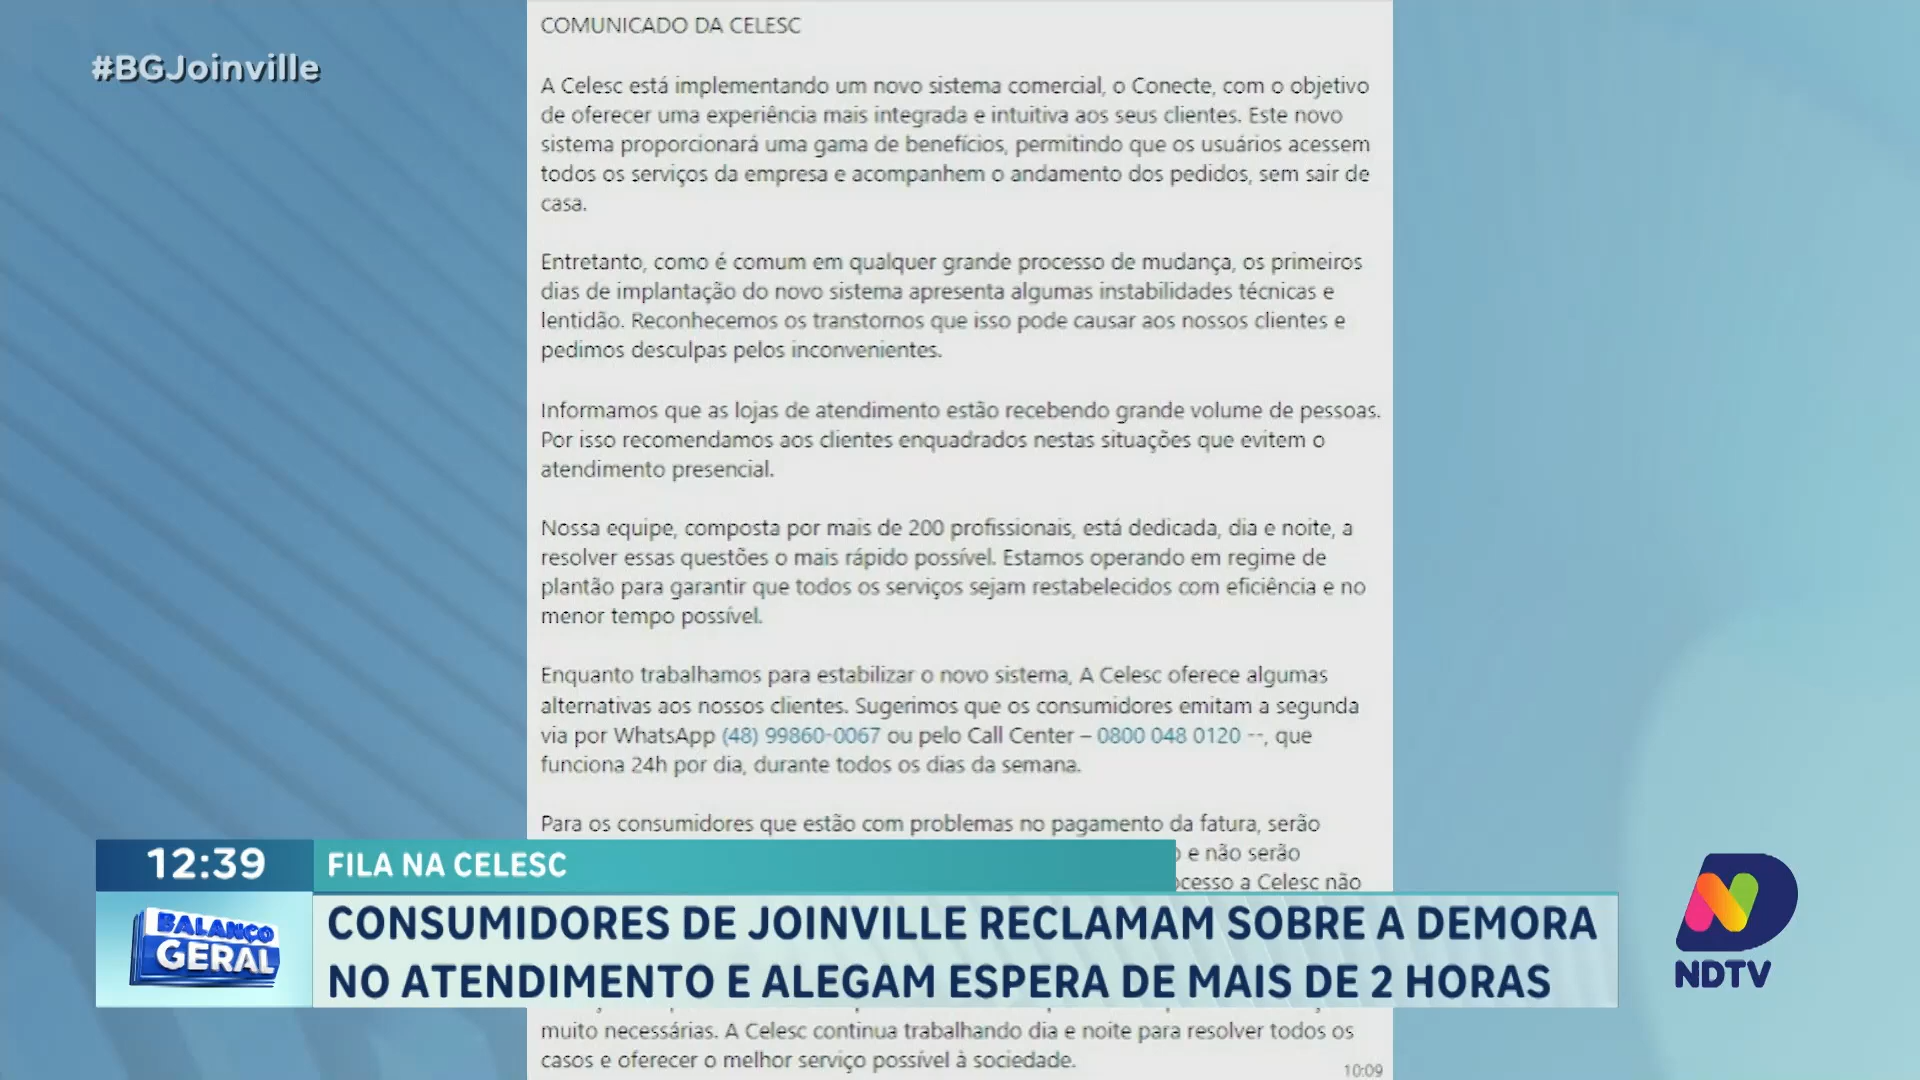 #BGJoinville
COMUNICADO DA CELESC
A Celesc está implementando um novo sistema comercial, o Conecte, com o objetivo
de oferecer uma experiência mais integrada e intuitiva aos seus clientes. Este novo
sistema proporcionará uma gama de benefícios, permitindo que os usuários acessem
todos os serviços da empresa e acompanhem o andamento dos pedidos, sem sair de
casa.
Entretanto, como é comum em qualquer grande processo de mudança, os primeiros
dias de implantação do novo sistema apresenta algumas instabilidades técnicas e
lentidão. Reconhecemos os transtornos que isso pode causar aos nossos clientes e
pedimos desculpas pelos inconvenientes.
Informamos que as lojas de atendimento estão recebendo grande volume de pessoas.
Por isso recomendamos aos clientes enquadrados nestas situações que evitem o
atendimento presencial.
Nossa equipe, composta por mais de 200 profissionais, está dedicada, dia e noite, a
resolver essas questões o mais rápido possível. Estamos operando em regime de
plantão para garantir que todos os serviços sejam restabelecidos com eficiência e no
menor tempo possível.
Enquanto trabalhamos para estabilizar o novo sistema, A Celesc oferece algumas
alternativas aos nossos clientes. Sugerimos que os consumidores emitam a segunda
via por WhatsApp (48) 99860-0067 ou pelo Call Center – 0800 048 0120 --, que
funciona 24h por dia, durante todos os dias da semana.
Para os consumidores que estão com problemas no pagamento da fatura, serão
e não serão
a Celesc não
12:39
FILA NA CELESC
BALANÇO
GERAL
CONSUMIDORES DE JOINVILLE RECLAMAM SOBRE A DEMORA
NO ATENDIMENTO E ALEGAM ESPERA DE MAIS DE 2 HORAS
NDTV
muito necessárias. A Celesc continua trabalhando dia e noite para resolver todos os
casos e oferecer o melhor serviço possível à sociedade.
10:09